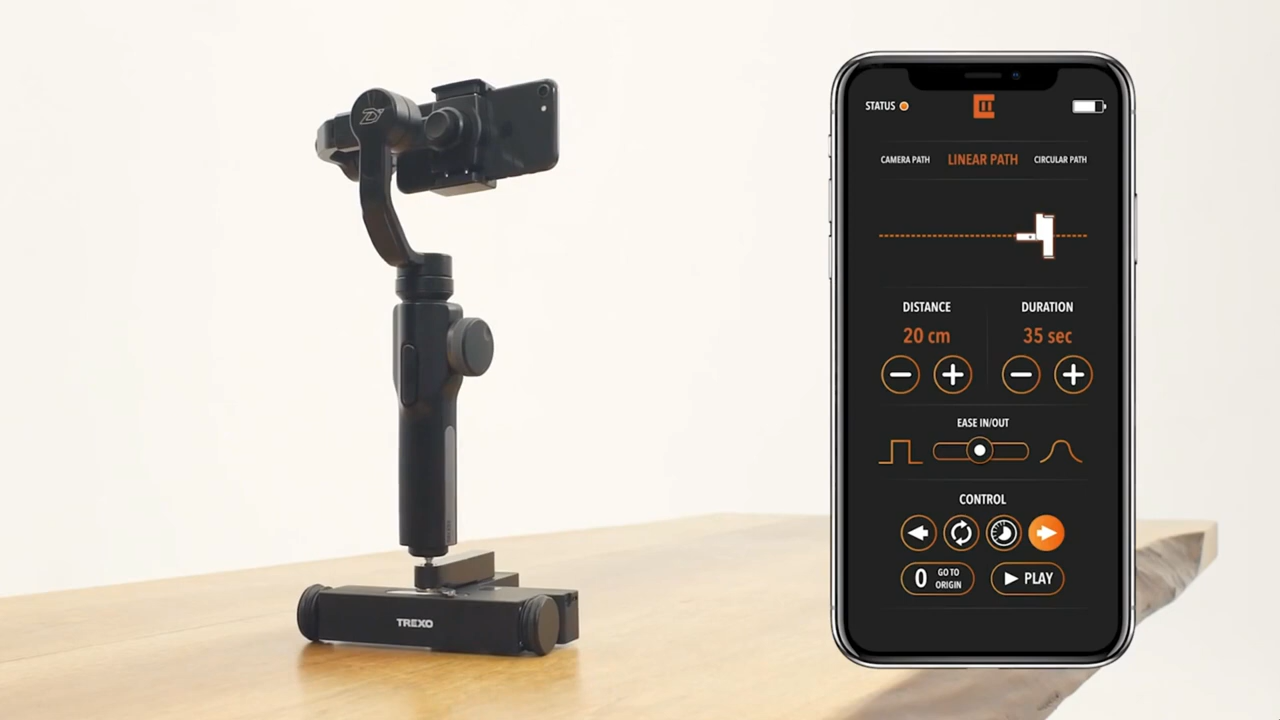 TREXO
STATUS
CAMERA PATH LINEAR PATH CIRCULAR PATH
DISTANCE DURATION
20 cm 35 sec
EASE IN/OUT
CONTROL
0 GO TO ORIGIN PLAY